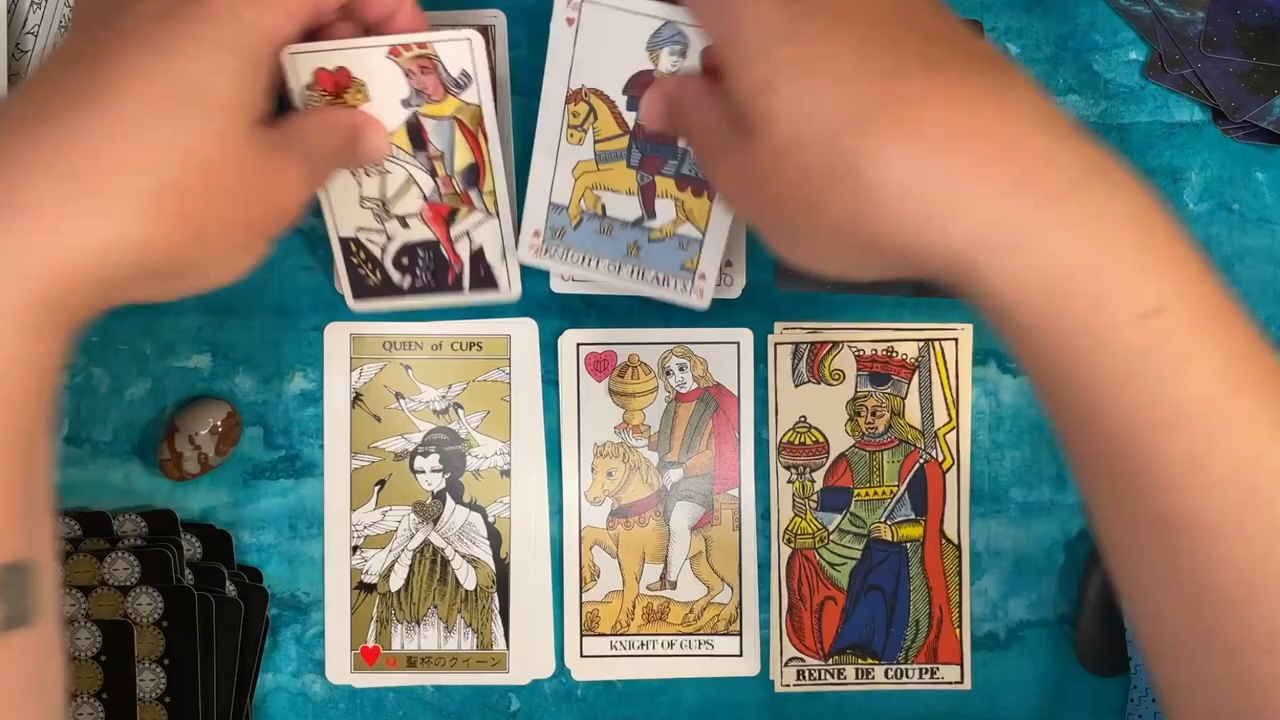 KNIGHT OF HEARTS
QUEEN of CUPS
Q 聖杯のクイーン
KNIGHT OF CUPS
REINE DE COUPE.